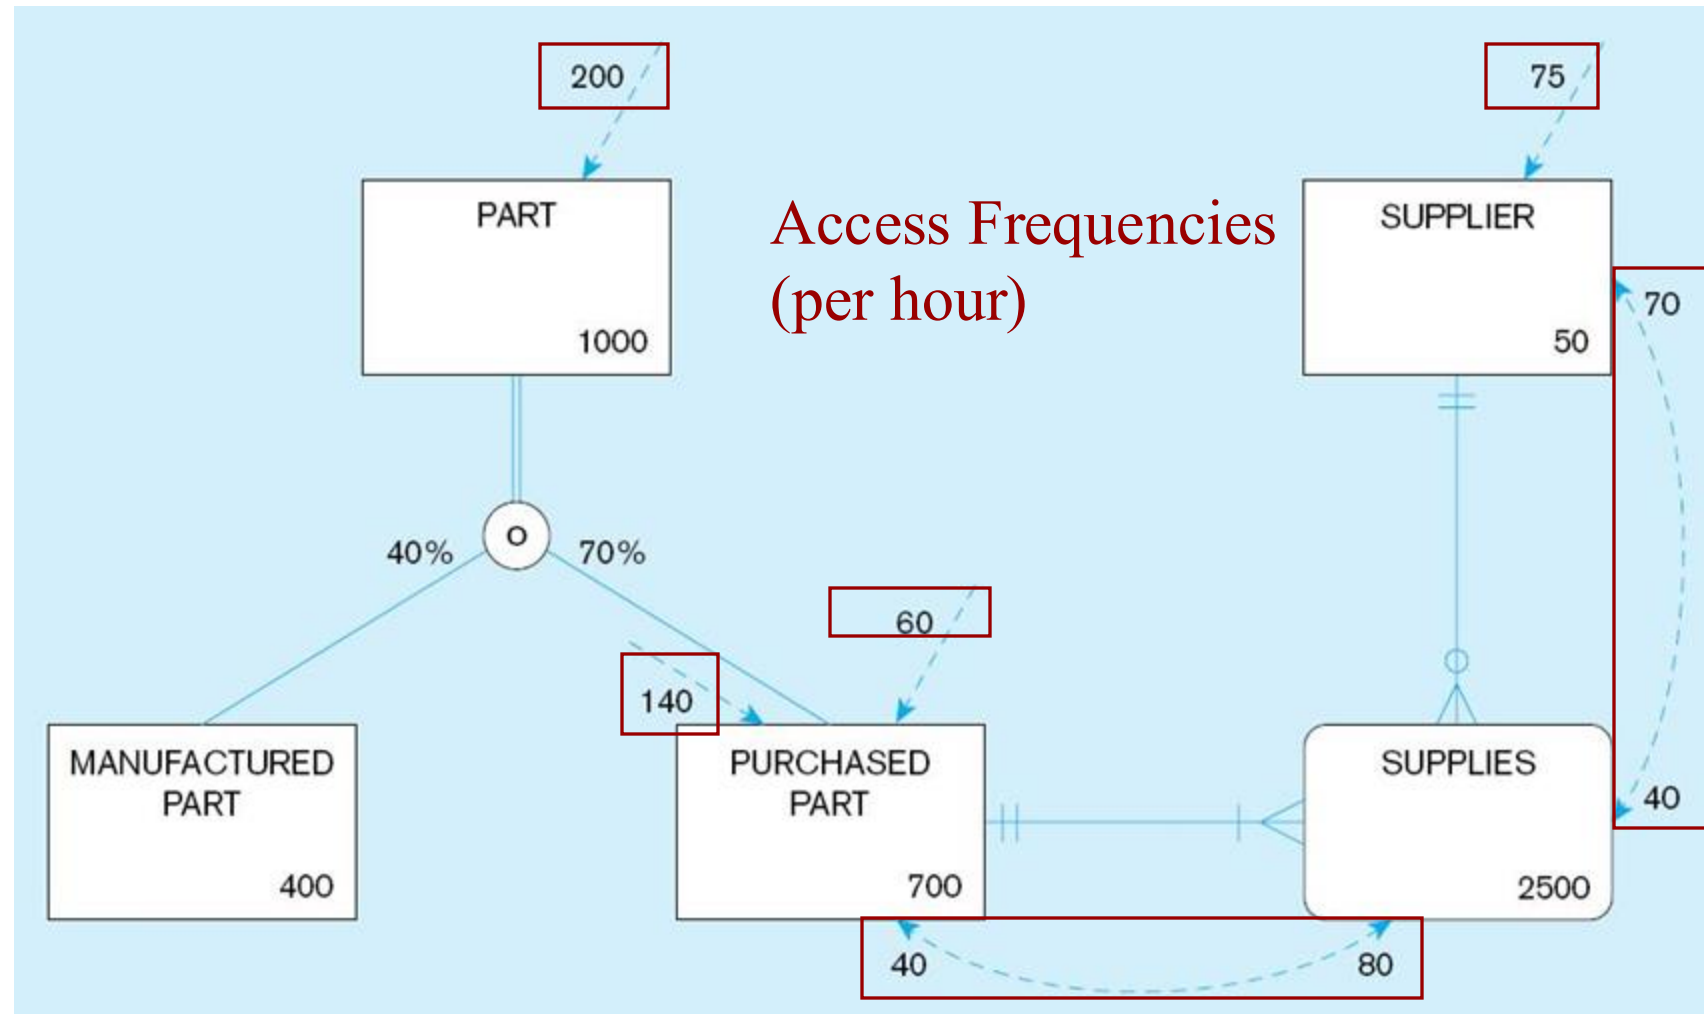 200
75
PART
1000
Access Frequencies
(per hour)
SUPPLIER
50
70
40%
O
70%
60
140
40
MANUFACTURED
PART
400
PURCHASED
PART
700
SUPPLIES
2500
40
80